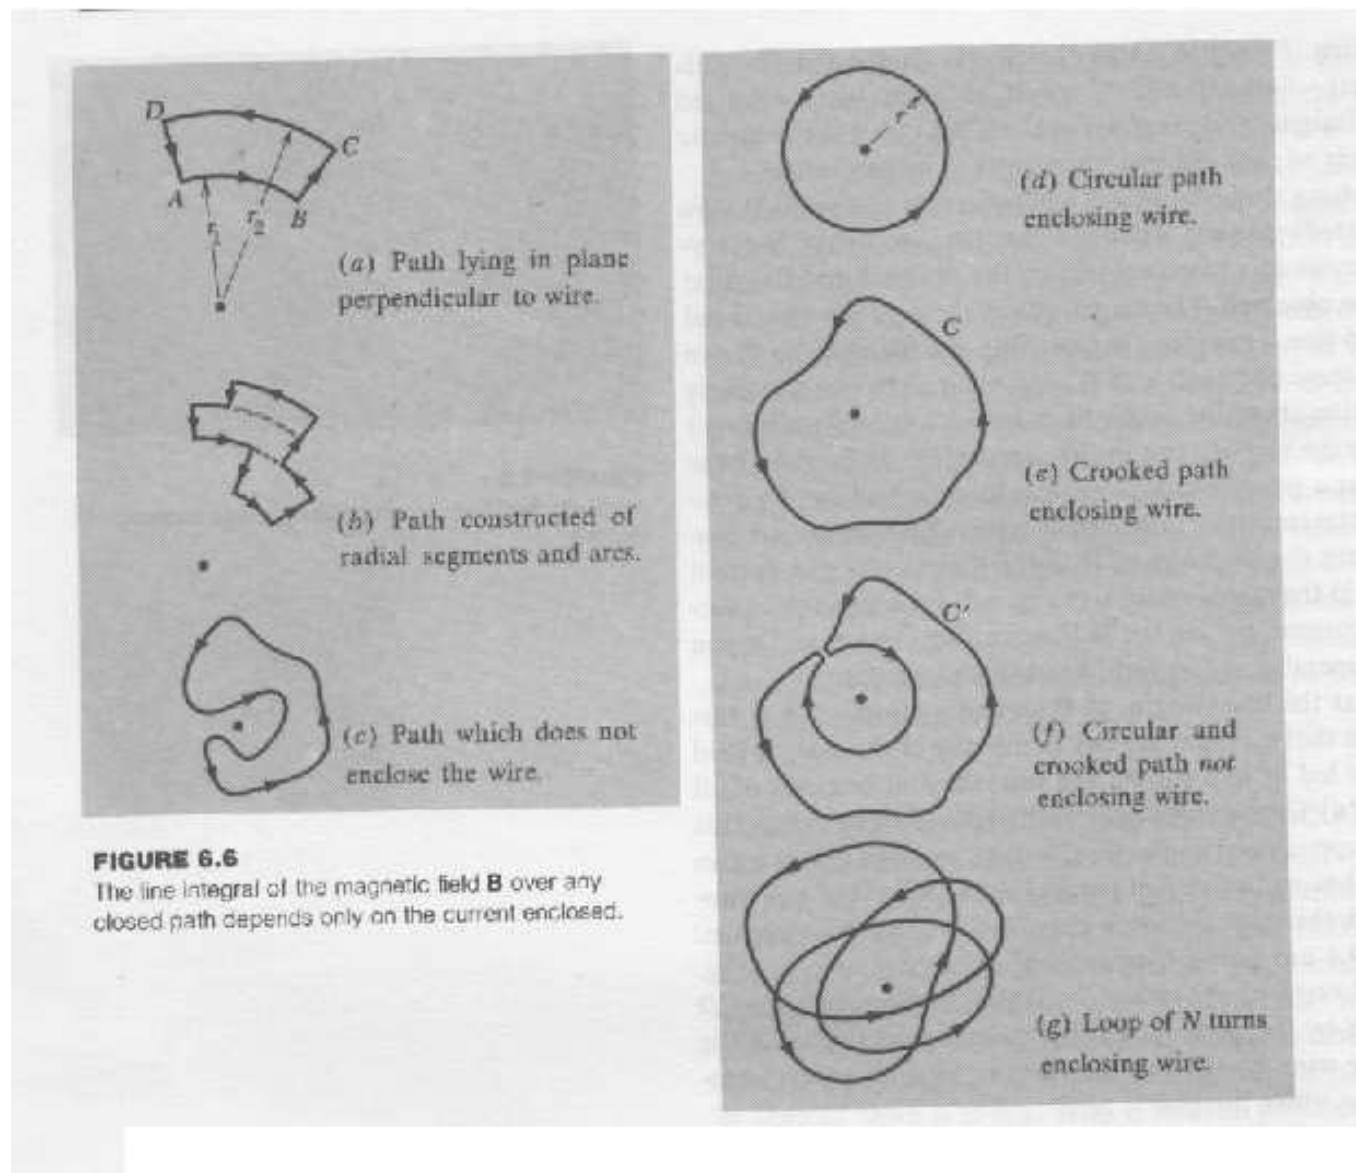 D
C
A
B
r₁
r₂
(a) Path lying in plane
perpendicular to wire.
(b) Path constructed of
radial segments and arcs.
(c) Path which does not
enclose the wire.
FIGURE 6.6
The line integral of the magnetic field B over any
closed path depends only on the current enclosed.
r
(d) Circular path
enclosing wire.
C
(e) Crooked path
enclosing wire.
C'
(f) Circular and
crooked path not
enclosing wire.
(g) Loop of N turns
enclosing wire.